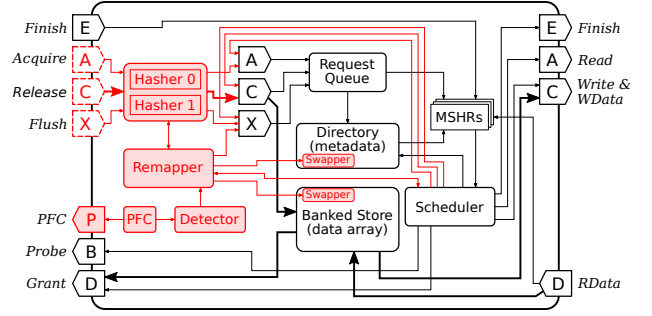 Finish E
Acquire A
Release C
Flush X
Hasher 0
Hasher 1
A
C
X
Request
Queue
Directory
(metadata)
Swapper
MSHRs
E Finish
A Read
C Write &
WData
Remapper
Swapper
Banked Store
(data array)
Scheduler
PFC P
PFC
Detector
Probe B
Grant D
D RData